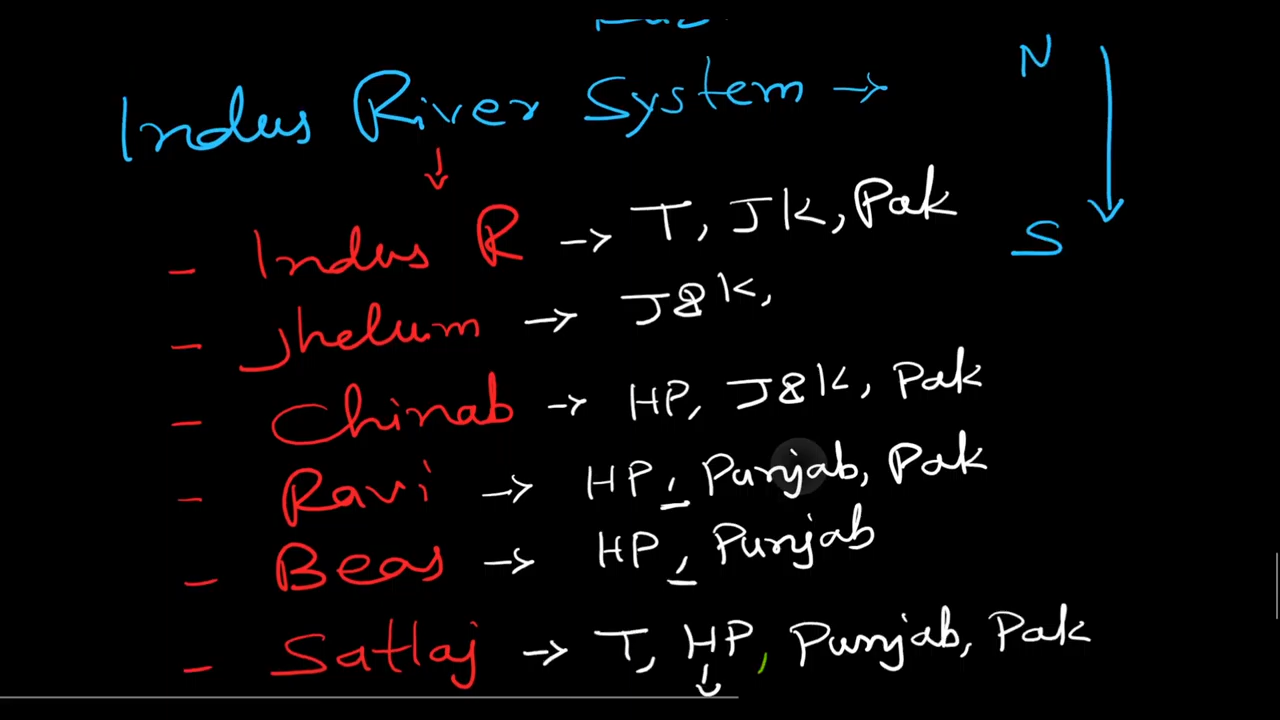 Indus River System →
N
S
- Indus R → T, JK, Pak
- Jhelum → J&K,
- Chinab → HP, J&K, Pak
- Ravi → HP, Punjab, Pak
- Beas → HP, Punjab
- Satlaj → T, HP, Punjab, Pak